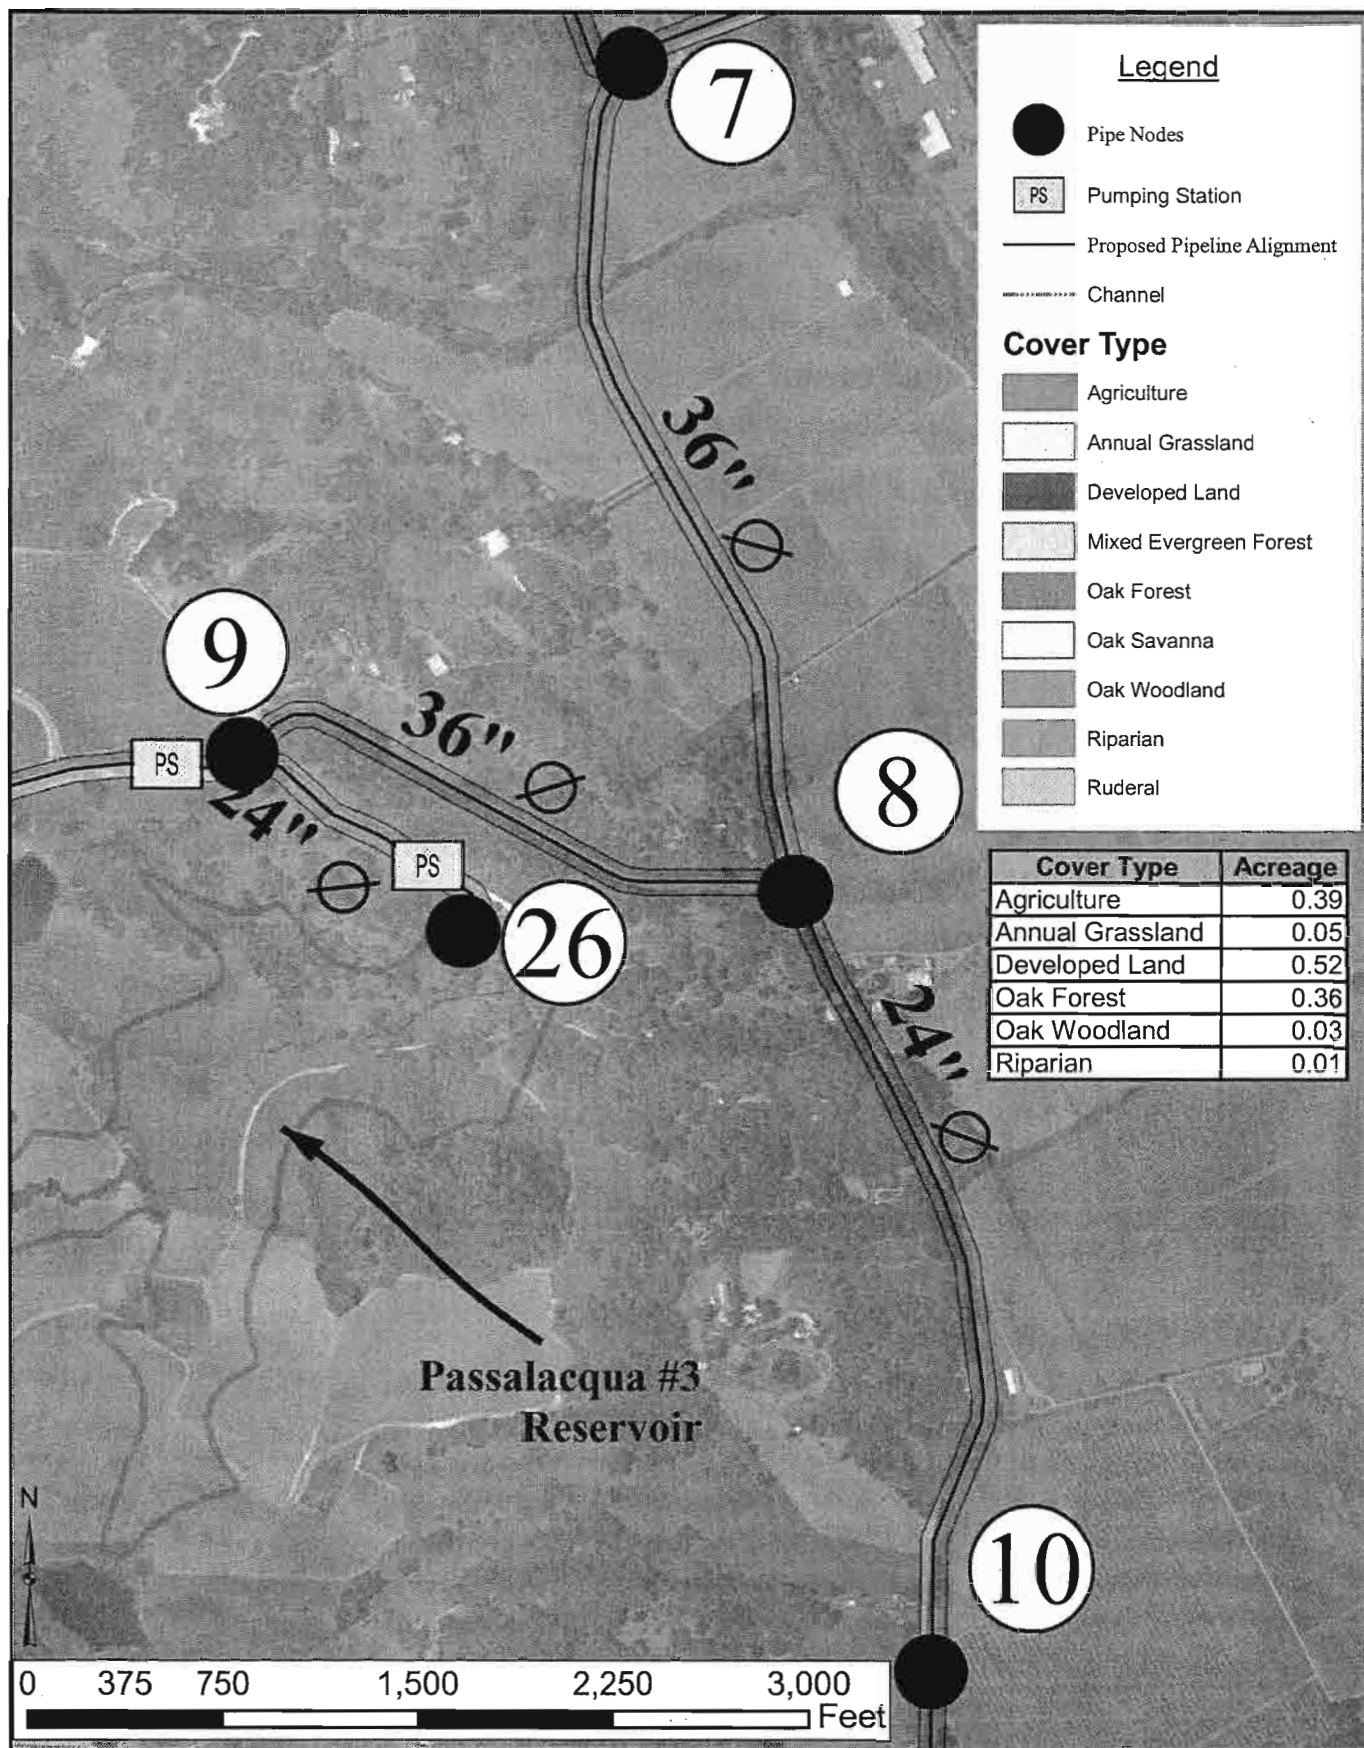 7
Legend
Pipe Nodes
PS Pumping Station
Proposed Pipeline Alignment
Channel
Cover Type
Agriculture
Annual Grassland
Developed Land
Mixed Evergreen Forest
Oak Forest
Oak Savanna
Oak Woodland
Riparian
Ruderal
36"
9
36"
PS
24"
8
PS
26
24"
Cover Type Acreage
Agriculture 0.39
Annual Grassland 0.05
Developed Land 0.52
Oak Forest 0.36
Oak Woodland 0.03
Riparian 0.01
Passalacqua #3
Reservoir
N
10
0 375 750 1,500 2,250 3,000
Feet